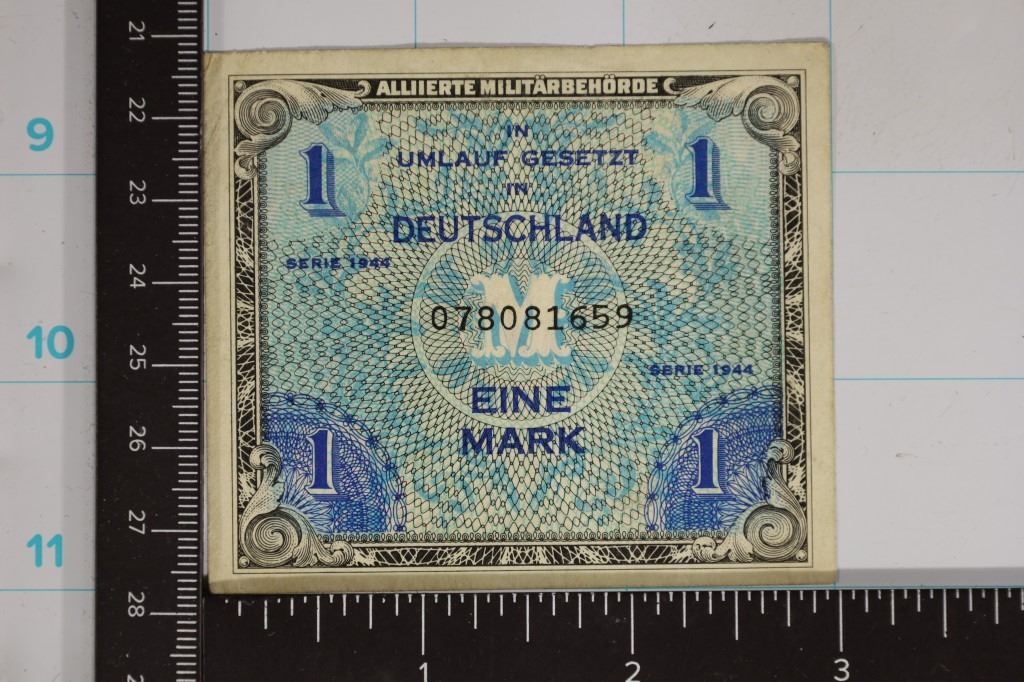 ALLIIERTE MILITÄRBEHÖRDE
IN
UMLAUF GESETZT
IN
DEUTSCHLAND
1 1
SERIE 1944
M
078081659
SERIE 1944
EINE
MARK
1 1
9
10
11
21
22
23
24
25
26
27
28
1 2 3